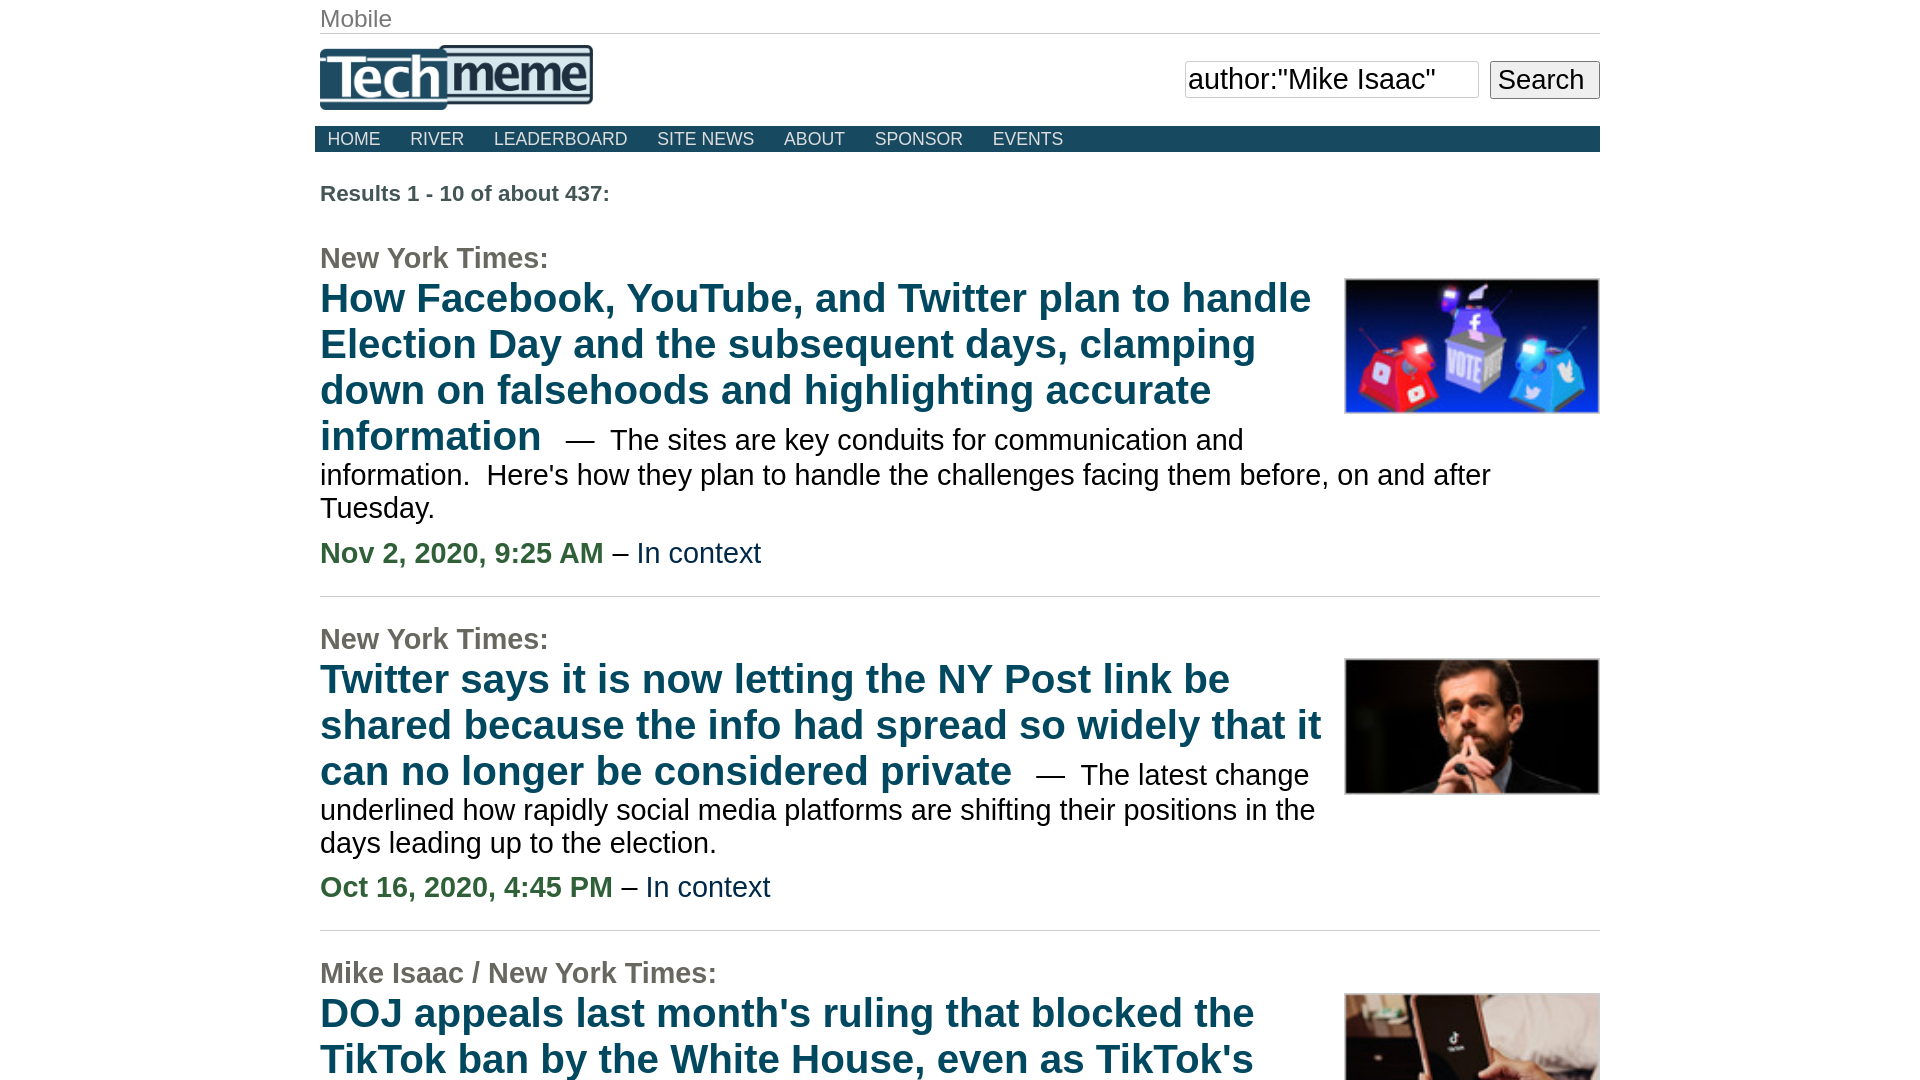 Mobile
Techmeme
author:"Mike Isaac"
Search
HOME RIVER LEADERBOARD SITE NEWS ABOUT SPONSOR EVENTS
Results 1 - 10 of about 437:
New York Times:
How Facebook, YouTube, and Twitter plan to handle
Election Day and the subsequent days, clamping
down on falsehoods and highlighting accurate
information — The sites are key conduits for communication and
information. Here's how they plan to handle the challenges facing them before, on and after
Tuesday.
VOTE
Nov 2, 2020, 9:25 AM – In context
New York Times:
Twitter says it is now letting the NY Post link be
shared because the info had spread so widely that it
can no longer be considered private — The latest change
underlined how rapidly social media platforms are shifting their positions in the
days leading up to the election.
Oct 16, 2020, 4:45 PM – In context
Mike Isaac / New York Times:
DOJ appeals last month's ruling that blocked the
TikTok ban by the White House, even as TikTok's